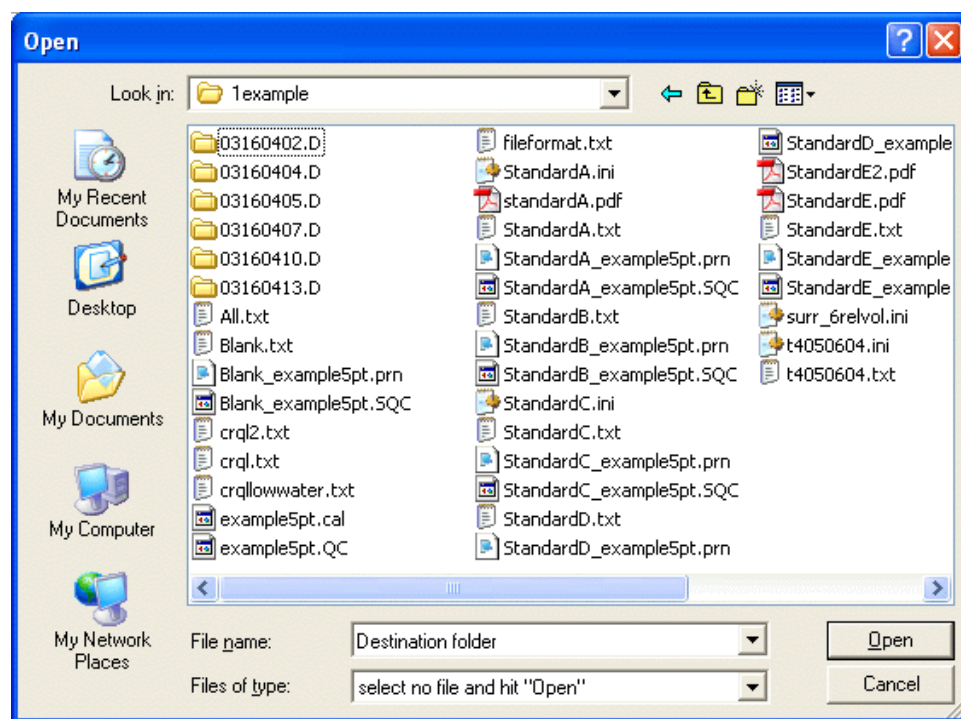 Open
Look in:
1example
My Recent
Documents
Desktop
My Documents
My Computer
My Network
Places
03160402.D
03160404.D
03160405.D
03160407.D
03160410.D
03160413.D
All.txt
Blank.txt
Blank_example5pt.prn
Blank_example5pt.SQC
crql2.txt
crql.txt
crqllowwater.txt
example5pt.cal
example5pt.QC
fileformat.txt
StandardA.ini
standardA.pdf
StandardA.txt
StandardA_example5pt.prn
StandardA_example5pt.SQC
StandardB.txt
StandardB_example5pt.prn
StandardB_example5pt.SQC
StandardC.ini
StandardC.txt
StandardC_example5pt.prn
StandardC_example5pt.SQC
StandardD.txt
StandardD_example5pt.prn
StandardD_example
StandardE2.pdf
StandardE.pdf
StandardE.txt
StandardE_example
StandardE_example
surr_6relvol.ini
t4050604.ini
t4050604.txt
File name:
Destination folder
Open
Files of type:
select no file and hit "Open"
Cancel